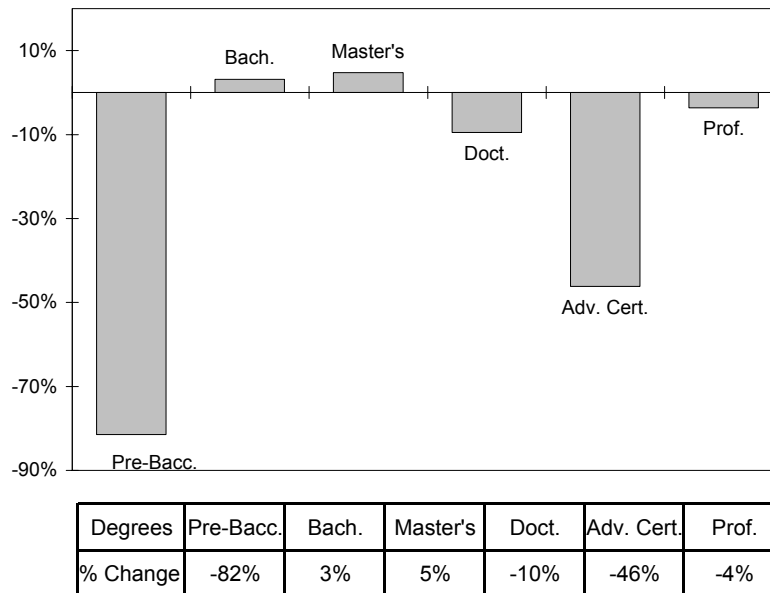 10%
-10%
-30%
-50%
-70%
-90%
Bach.
Master's
Doct.
Prof.
Adv. Cert.
Pre-Bacc.
Degrees Pre-Bacc. Bach. Master's Doct. Adv. Cert. Prof.
% Change -82% 3% 5% -10% -46% -4%